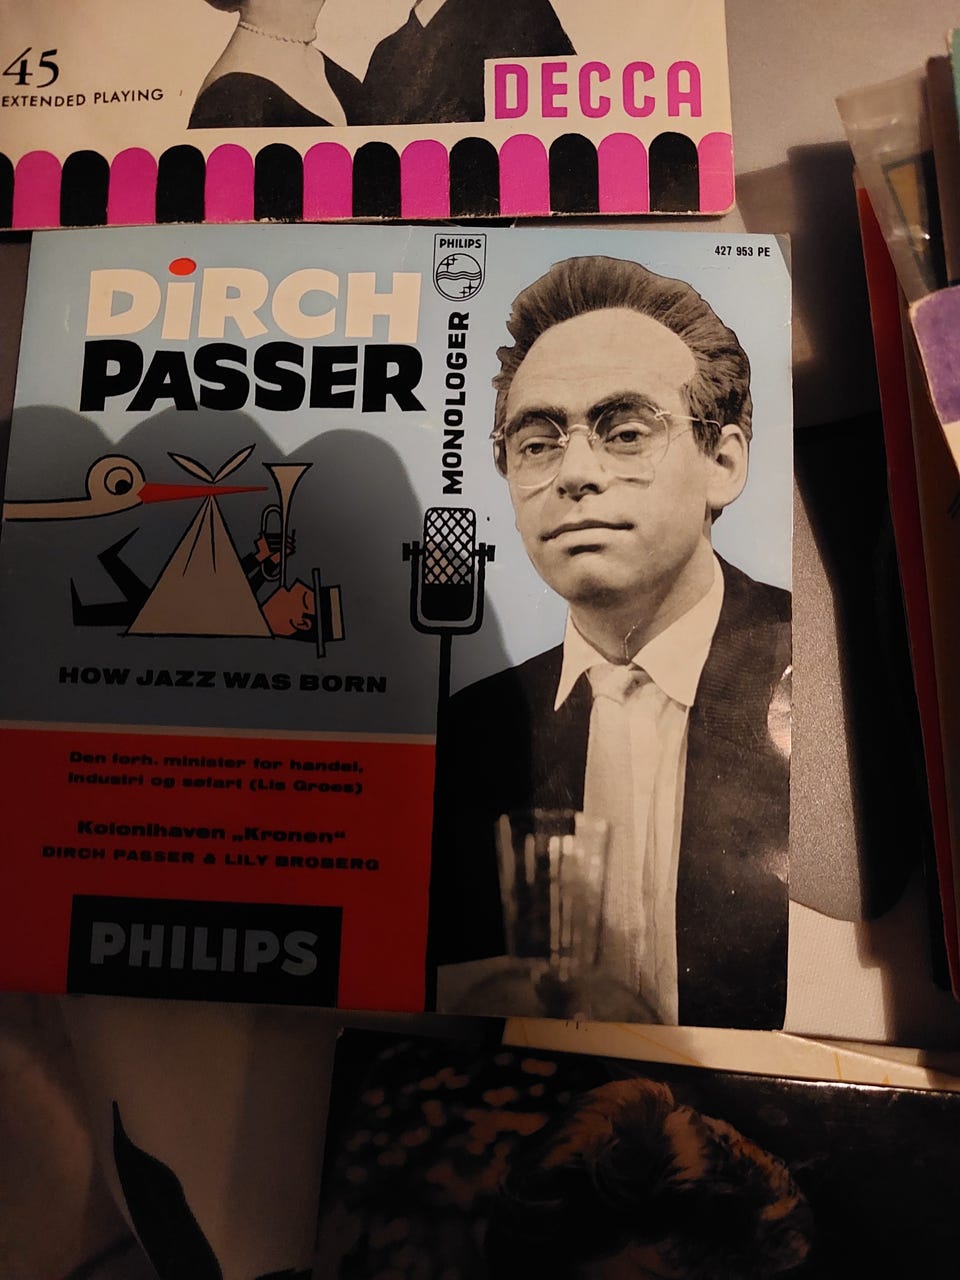 45
EXTENDED PLAYING
DECCA
DiRCH
PASSER
PHILIPS
MONOLOGER
427 953 PE
HOW JAZZ WAS BORN
Den forh. minister for handel,
industri og søfart (Lis Groes)
Kolonihaven „Kronen“
DIRCH PASSER & LILY BROBERG
PHILIPS